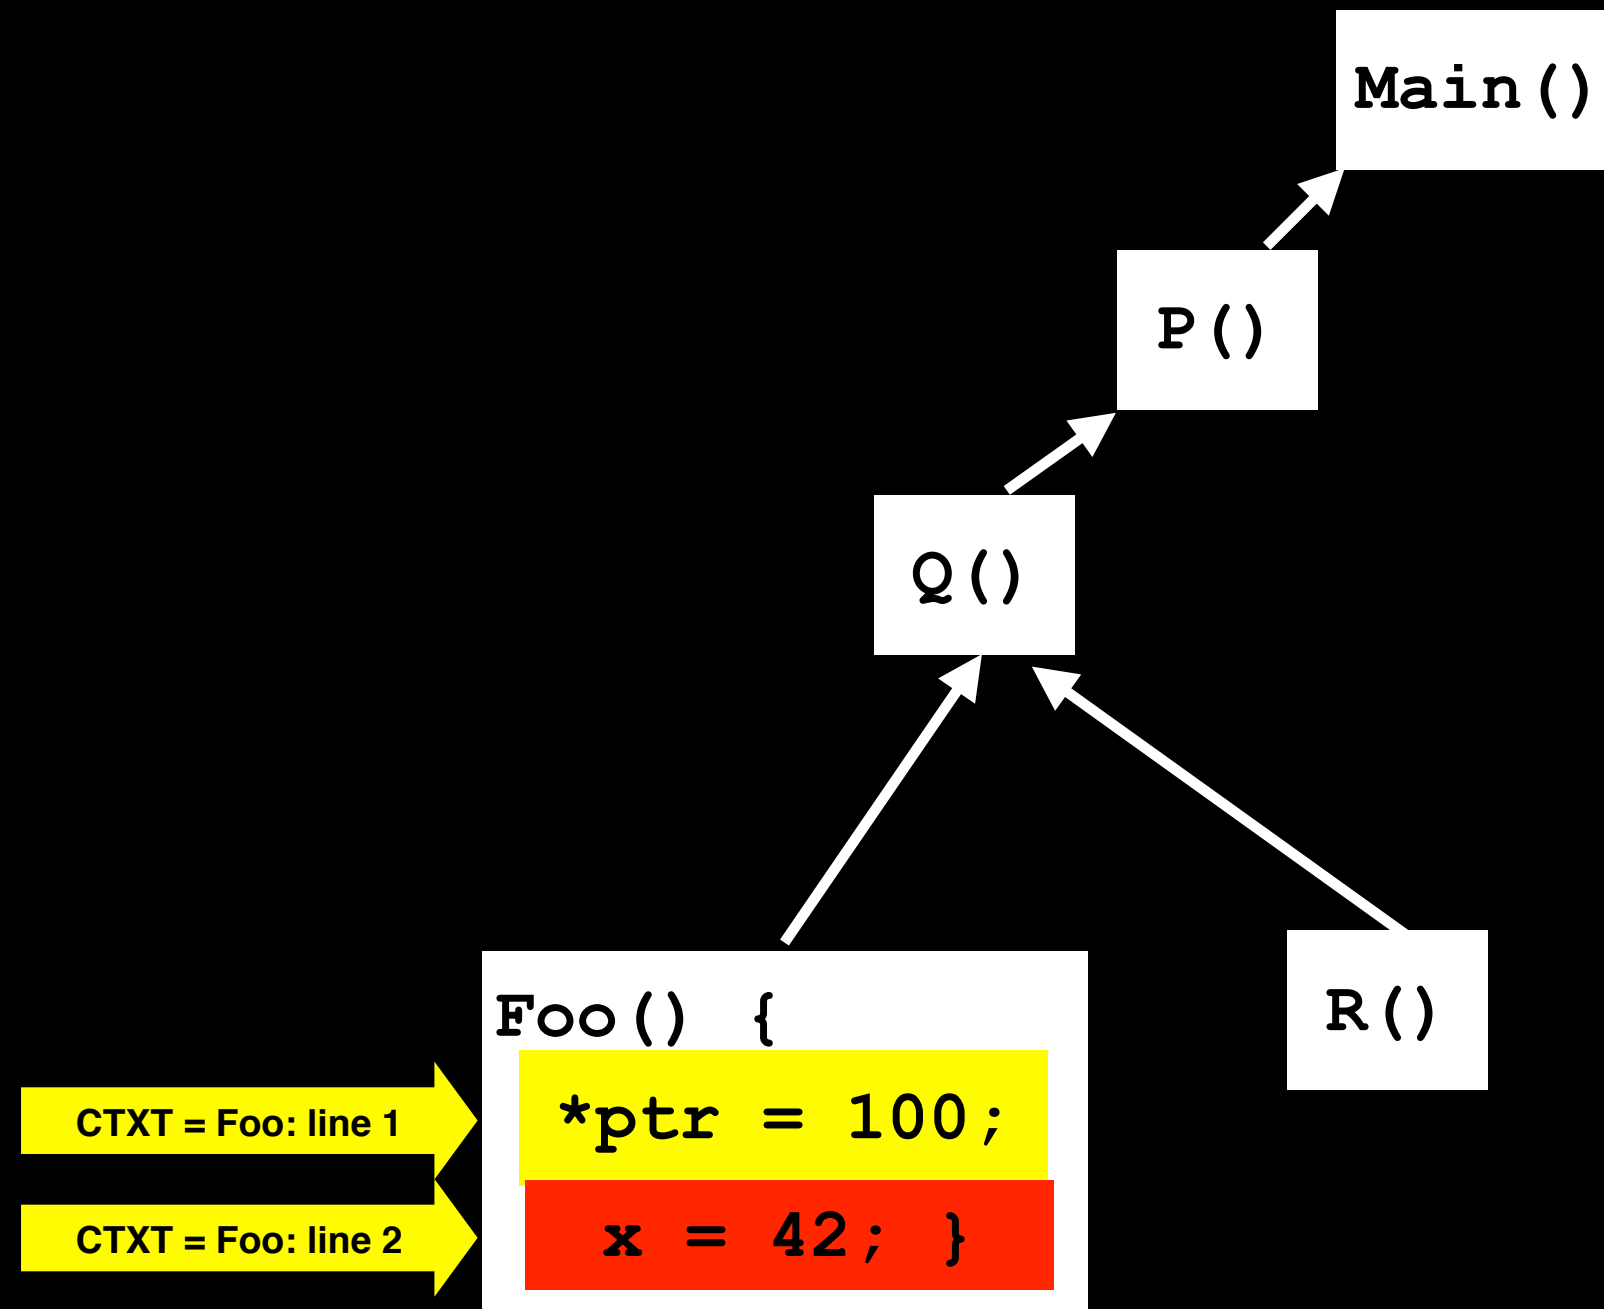 Main()
P()
Q()
Foo() {
R()
CTXT = Foo: line 1
*ptr = 100;
CTXT = Foo: line 2
x = 42; }